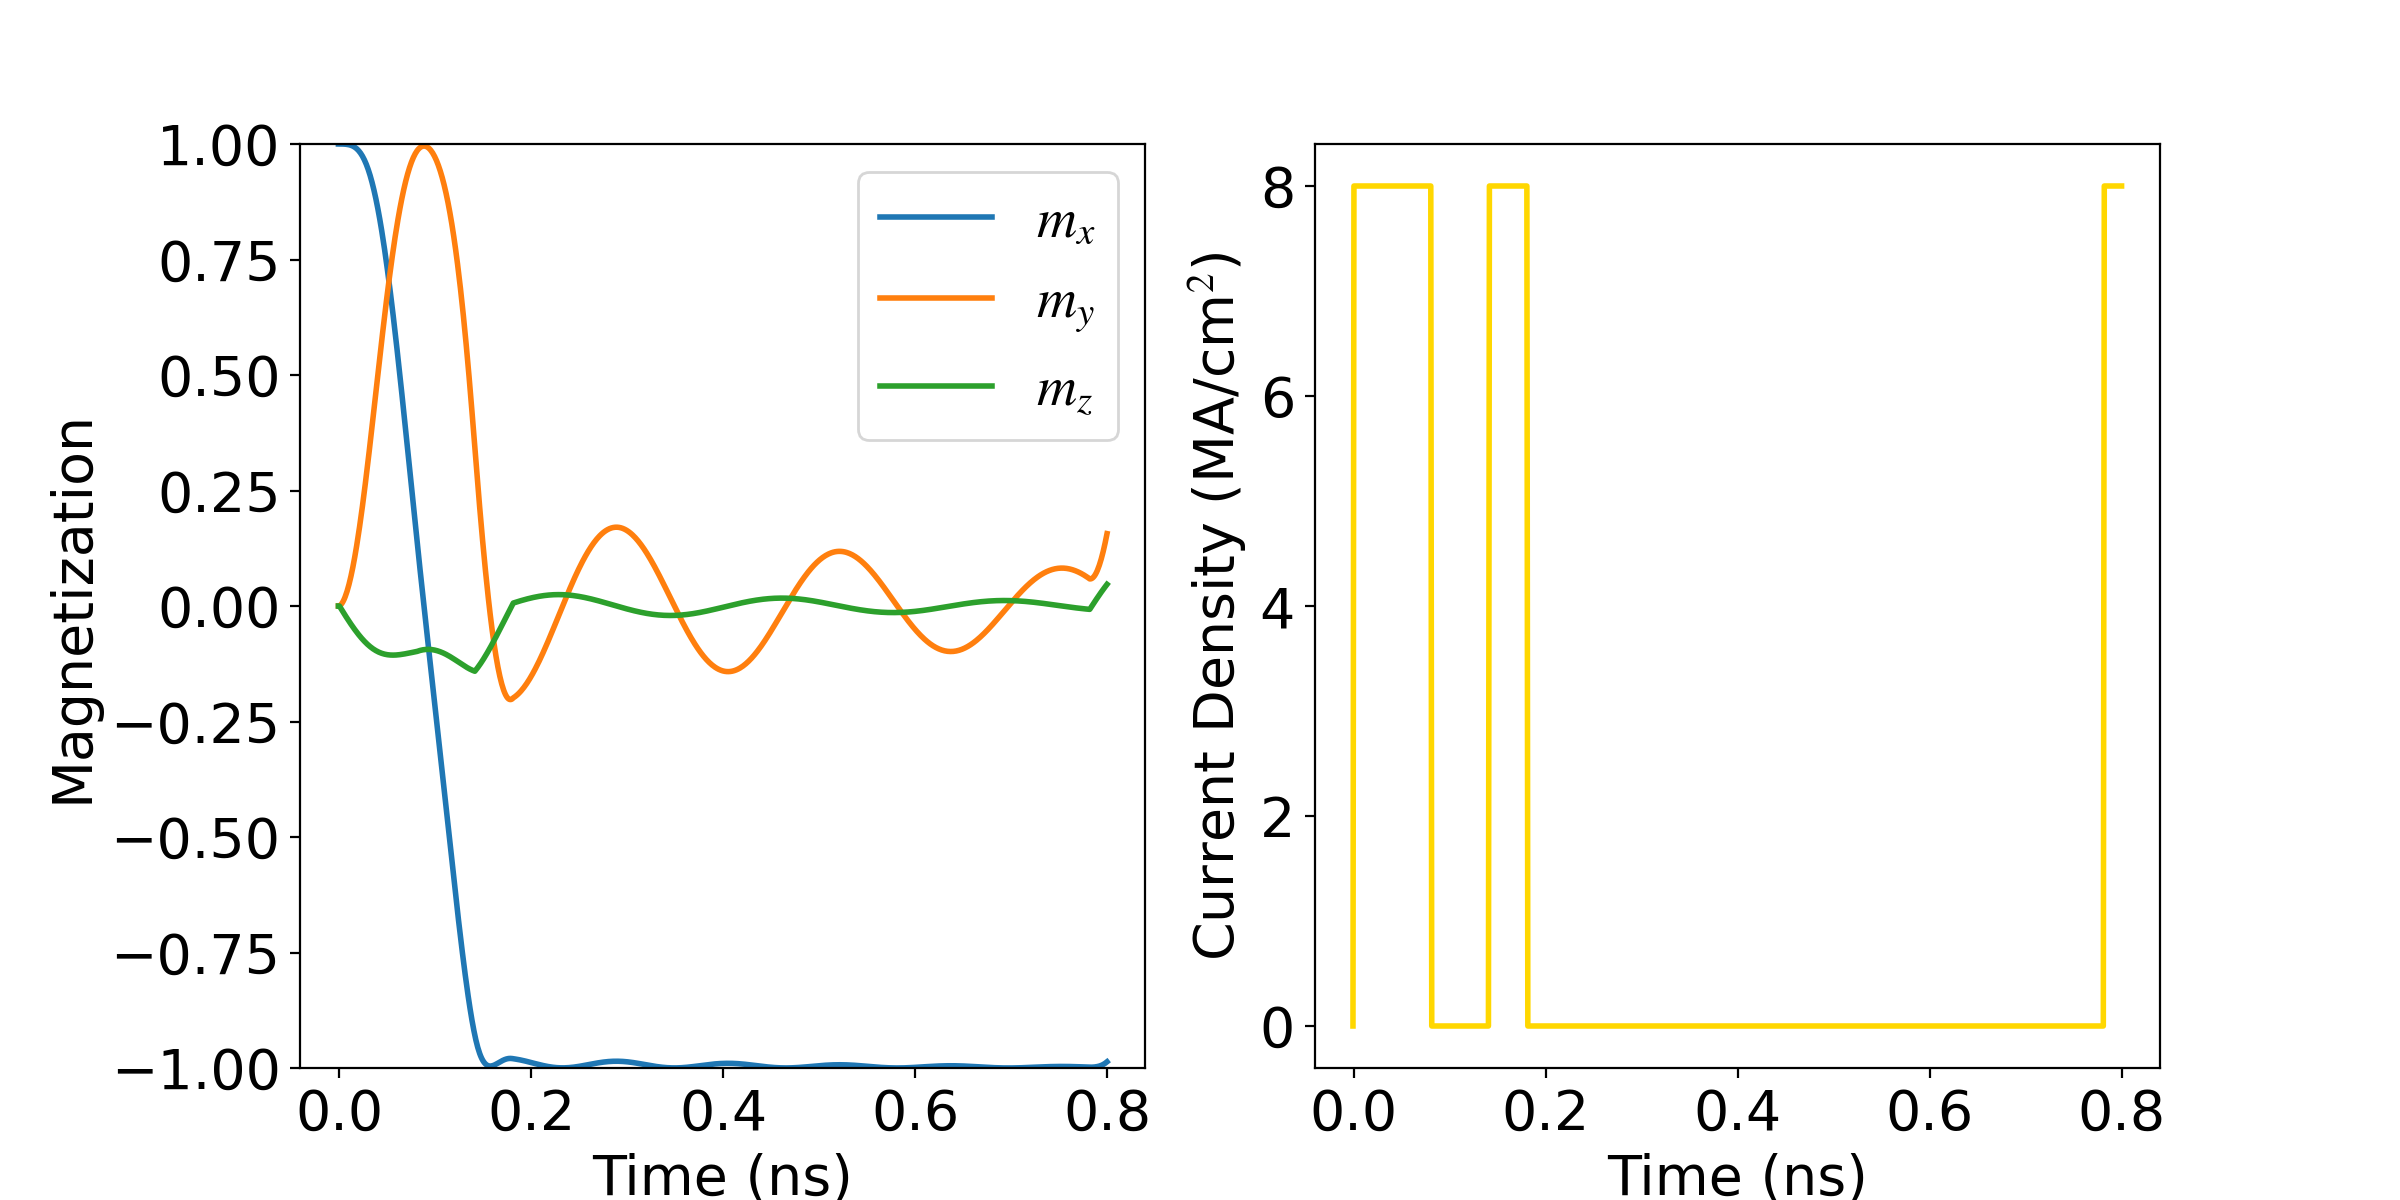 1.00
0.75
0.50
0.25
0.00
−0.25
−0.50
−0.75
−1.00
Magnetization
0.0 0.2 0.4 0.6 0.8
Time (ns)
mₓ
m_y
m_z
8
6
4
2
0
Current Density (MA/cm²)
0.0 0.2 0.4 0.6 0.8
Time (ns)